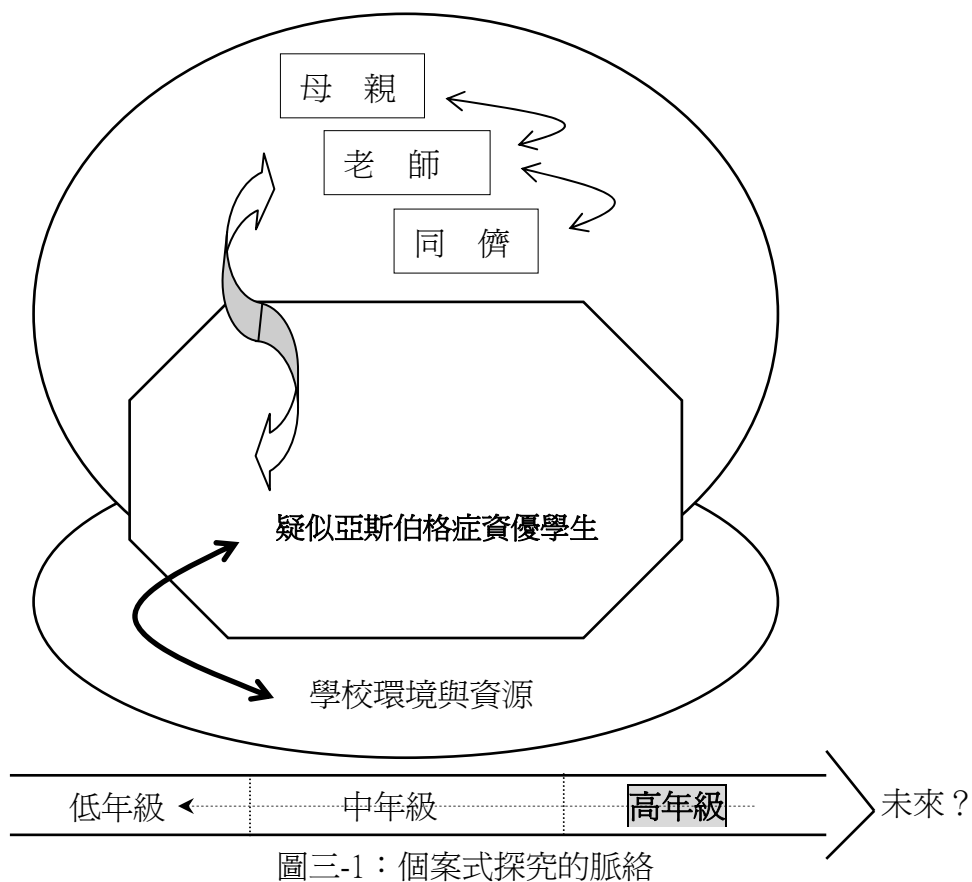 母 親
老 師
同 儕
疑似亞斯伯格症資優學生
學校環境與資源
低年級 中年級 高年級 未來?
圖三-1:個案式探究的脈絡